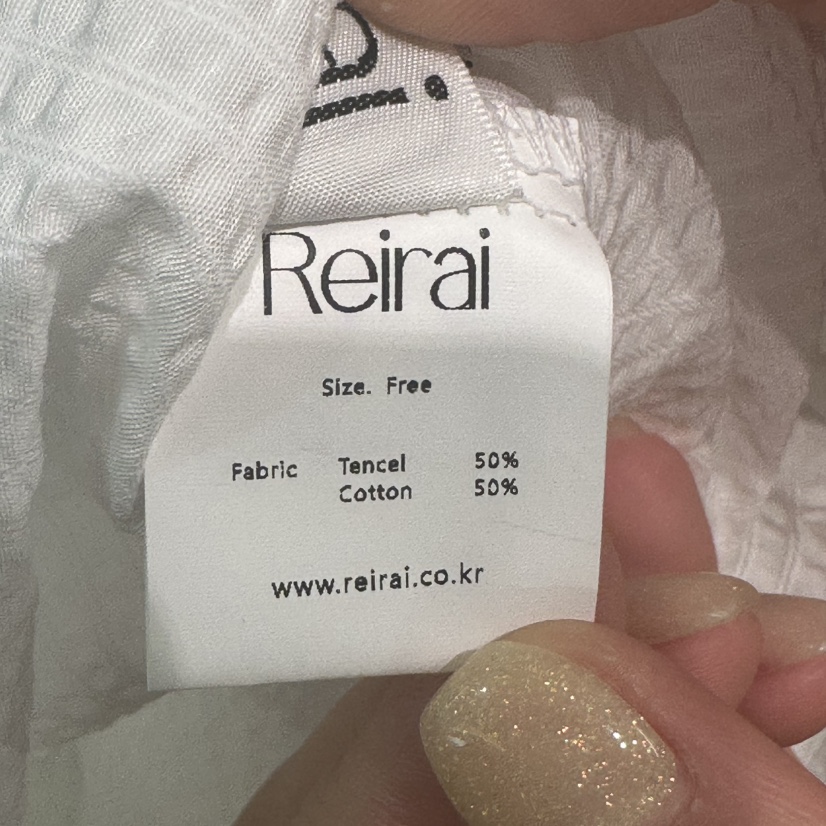 Reirai
Size. Free
Fabric Tencel 50%
Cotton 50%
www.reirai.co.kr